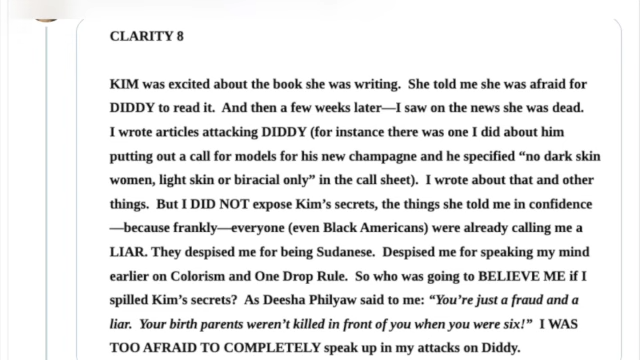 CLARITY 8
KIM was excited about the book she was writing.  She told me she was afraid for
DIDDY to read it.  And then a few weeks later—I saw on the news she was dead.
I wrote articles attacking DIDDY (for instance there was one I did about him
putting out a call for models for his new champagne and he specified “no dark skin
women, light skin or biracial only” in the call sheet).  I wrote about that and other
things.  But I DID NOT expose Kim’s secrets, the things she told me in confidence
—because frankly—everyone (even Black Americans) were already calling me a
LIAR. They despised me for being Sudanese.  Despised me for speaking my mind
earlier on Colorism and One Drop Rule.  So who was going to BELIEVE ME if I
spilled Kim’s secrets?  As Deesha Philyaw said to me: “You’re just a fraud and a
liar.  Your birth parents weren’t killed in front of you when you were six!”  I WAS
TOO AFRAID TO COMPLETELY speak up in my attacks on Diddy.